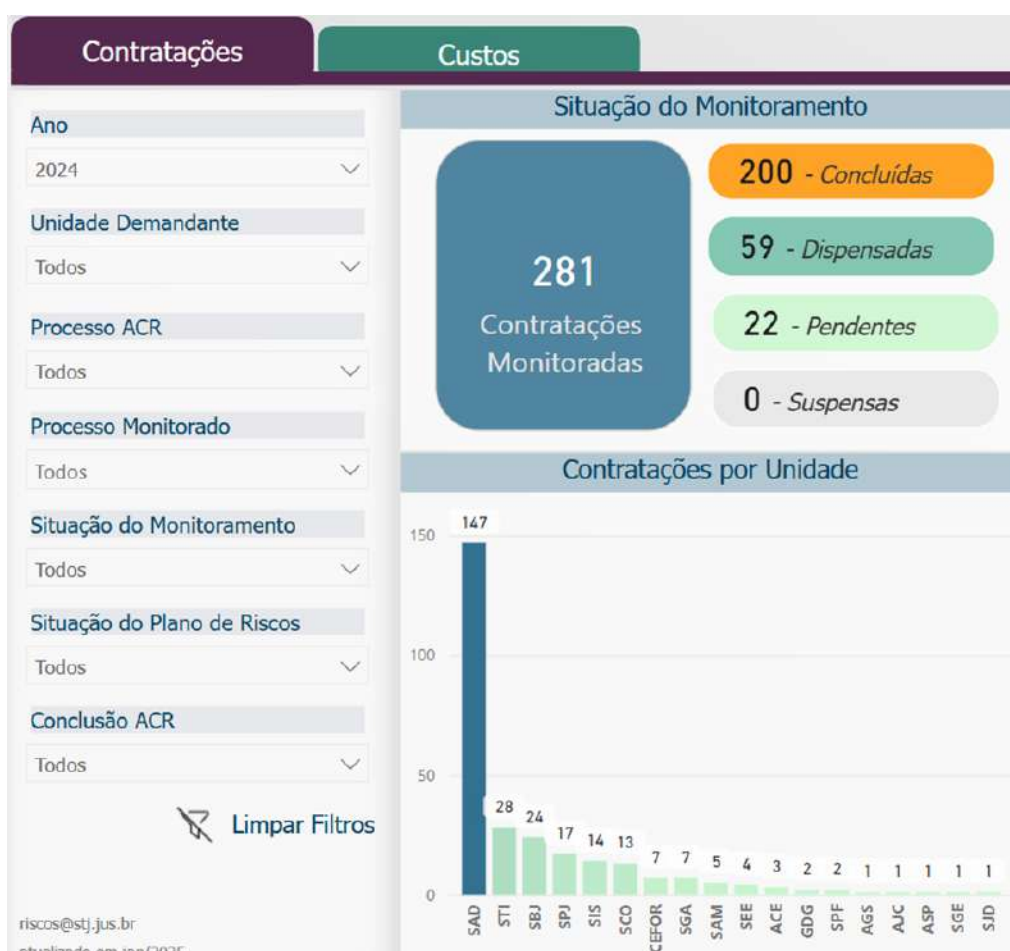 Contratações
Custos
Ano
2024
Unidade Demandante
Todos
Processo ACR
Todos
Processo Monitorado
Todos
Situação do Monitoramento
Todos
Situação do Plano de Riscos
Todos
Conclusão ACR
Todos
Limpar Filtros
riscos@stj.jus.br
Situação do Monitoramento
281
Contratações
Monitoradas
200 - Concluídas
59 - Dispensadas
22 - Pendentes
0 - Suspensas
Contratações por Unidade
150
100
50
0
147
28
24
17
14
13
7
7
5
4
3
2
2
1
1
1
1
1
SAD
STI
SBJ
SPJ
SIS
SCO
CEFOR
SGA
SAM
SEE
ACE
GDG
SPF
AGS
AJC
ASP
SGE
SJD